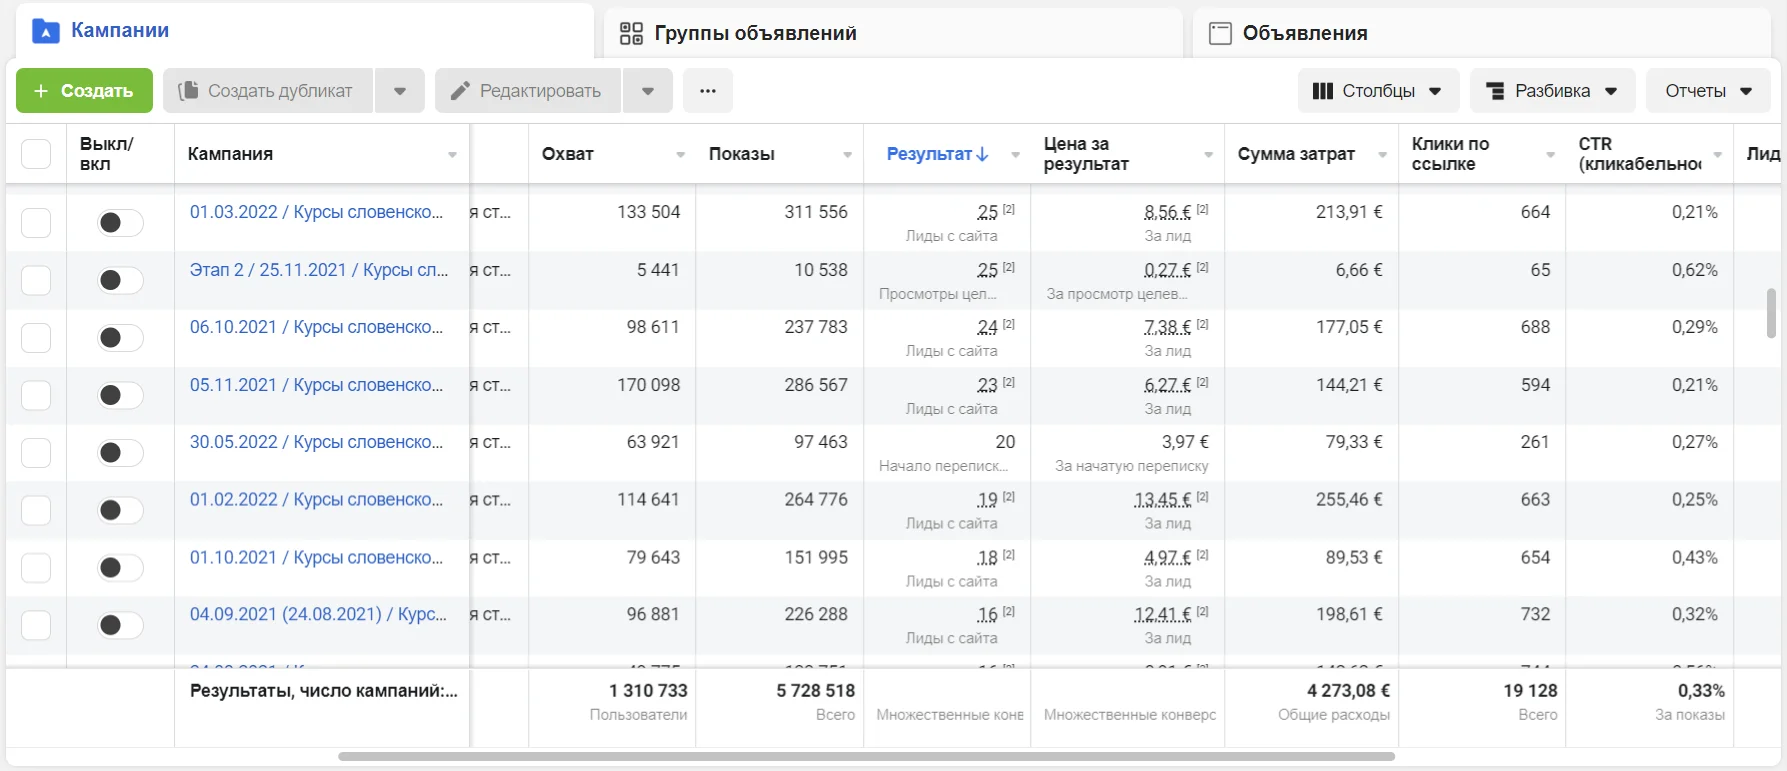 Кампании
Группы объявлений
Объявления
+ Создать
Создать дубликат
Редактировать
...
Столбцы
Разбивка
Отчеты
Выкл/
вкл
Кампания
Охват
Показы
Результат↓
Цена за
результат
Сумма затрат
Клики по
ссылке
CTR
(кликабельнос
Лид
01.03.2022 / Курсы словенско... я ст... 133 504 311 556 25 [2] 8,56 € [2] 213,91 € 664 0,21%
Лиды с сайта За лид
Этап 2 / 25.11.2021 / Курсы сл... я ст... 5 441 10 538 25 [2] 0,27 € [2] 6,66 € 65 0,62%
Просмотры цел... За просмотр целев...
06.10.2021 / Курсы словенско... я ст... 98 611 237 783 24 [2] 7,38 € [2] 177,05 € 688 0,29%
Лиды с сайта За лид
05.11.2021 / Курсы словенско... я ст... 170 098 286 567 23 [2] 6,27 € [2] 144,21 € 594 0,21%
Лиды с сайта За лид
30.05.2022 / Курсы словенско... я ст... 63 921 97 463 20 3,97 € 79,33 € 261 0,27%
Начало переписк... За начатую переписку
01.02.2022 / Курсы словенско... я ст... 114 641 264 776 19 [2] 13,45 € [2] 255,46 € 663 0,25%
Лиды с сайта За лид
01.10.2021 / Курсы словенско... я ст... 79 643 151 995 18 [2] 4,97 € [2] 89,53 € 654 0,43%
Лиды с сайта За лид
04.09.2021 (24.08.2021) / Курс... я ст... 96 881 226 288 16 [2] 12,41 € [2] 198,61 € 732 0,32%
Лиды с сайта За лид
Результаты, число кампаний:... 1 310 733 5 728 518 4 273,08 € 19 128 0,33%
Пользователи Всего Множественные конв Множественные конверс Общие расходы Всего За показы